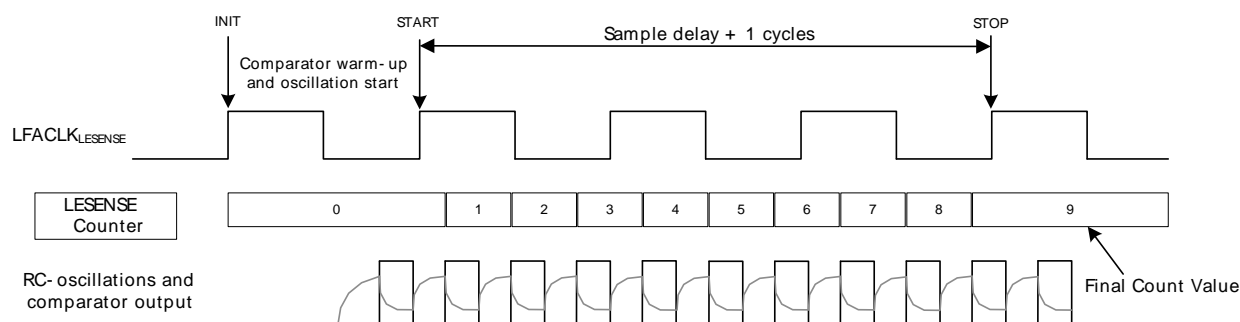 INIT
START
STOP
Sample delay + 1 cycles
Comparator warm-up
and oscillation start
LFACLKLESENSE
LESENSE
Counter
0 1 2 3 4 5 6 7 8 9
RC-oscillations and
comparator output
Final Count Value